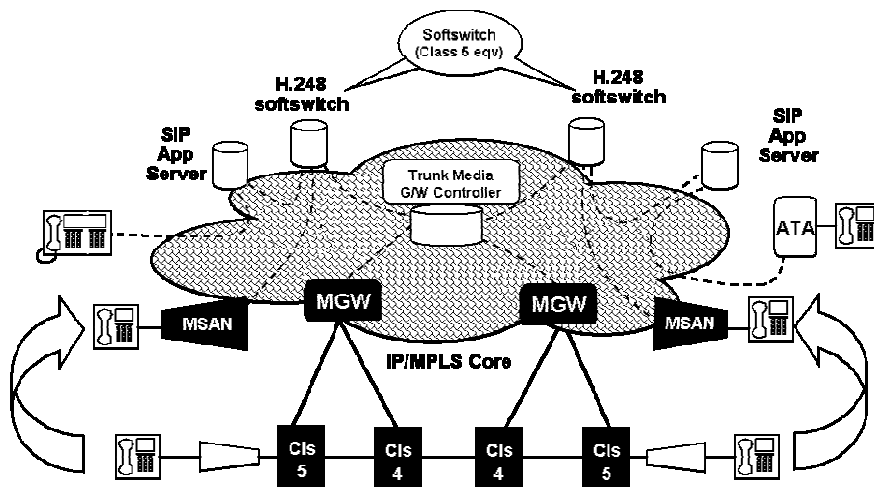 Softswitch
(Class 5 eqv)
H.248
softswitch
H.248
softswitch
SIP
App
Server
SIP
App
Server
Trunk Media
G/W Controller
ATA
MGW
MGW
MSAN
MSAN
IP/MPLS Core
Cls
5
Cls
4
Cls
4
Cls
5